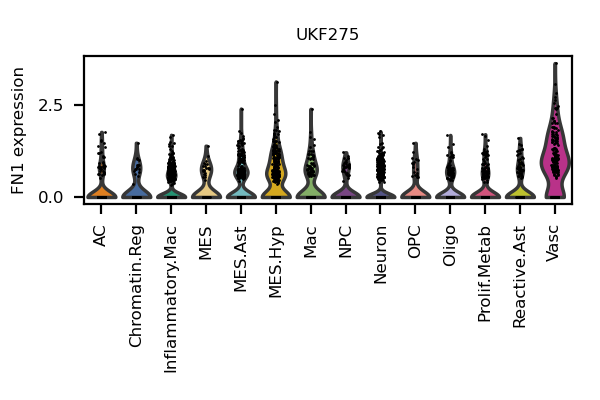 UKF275
FN1 expression
2.5
0.0
AC
Chromatin.Reg
Inflammatory.Mac
MES
MES.Ast
MES.Hyp
Mac
NPC
Neuron
OPC
Oligo
Prolif.Metab
Reactive.Ast
Vasc